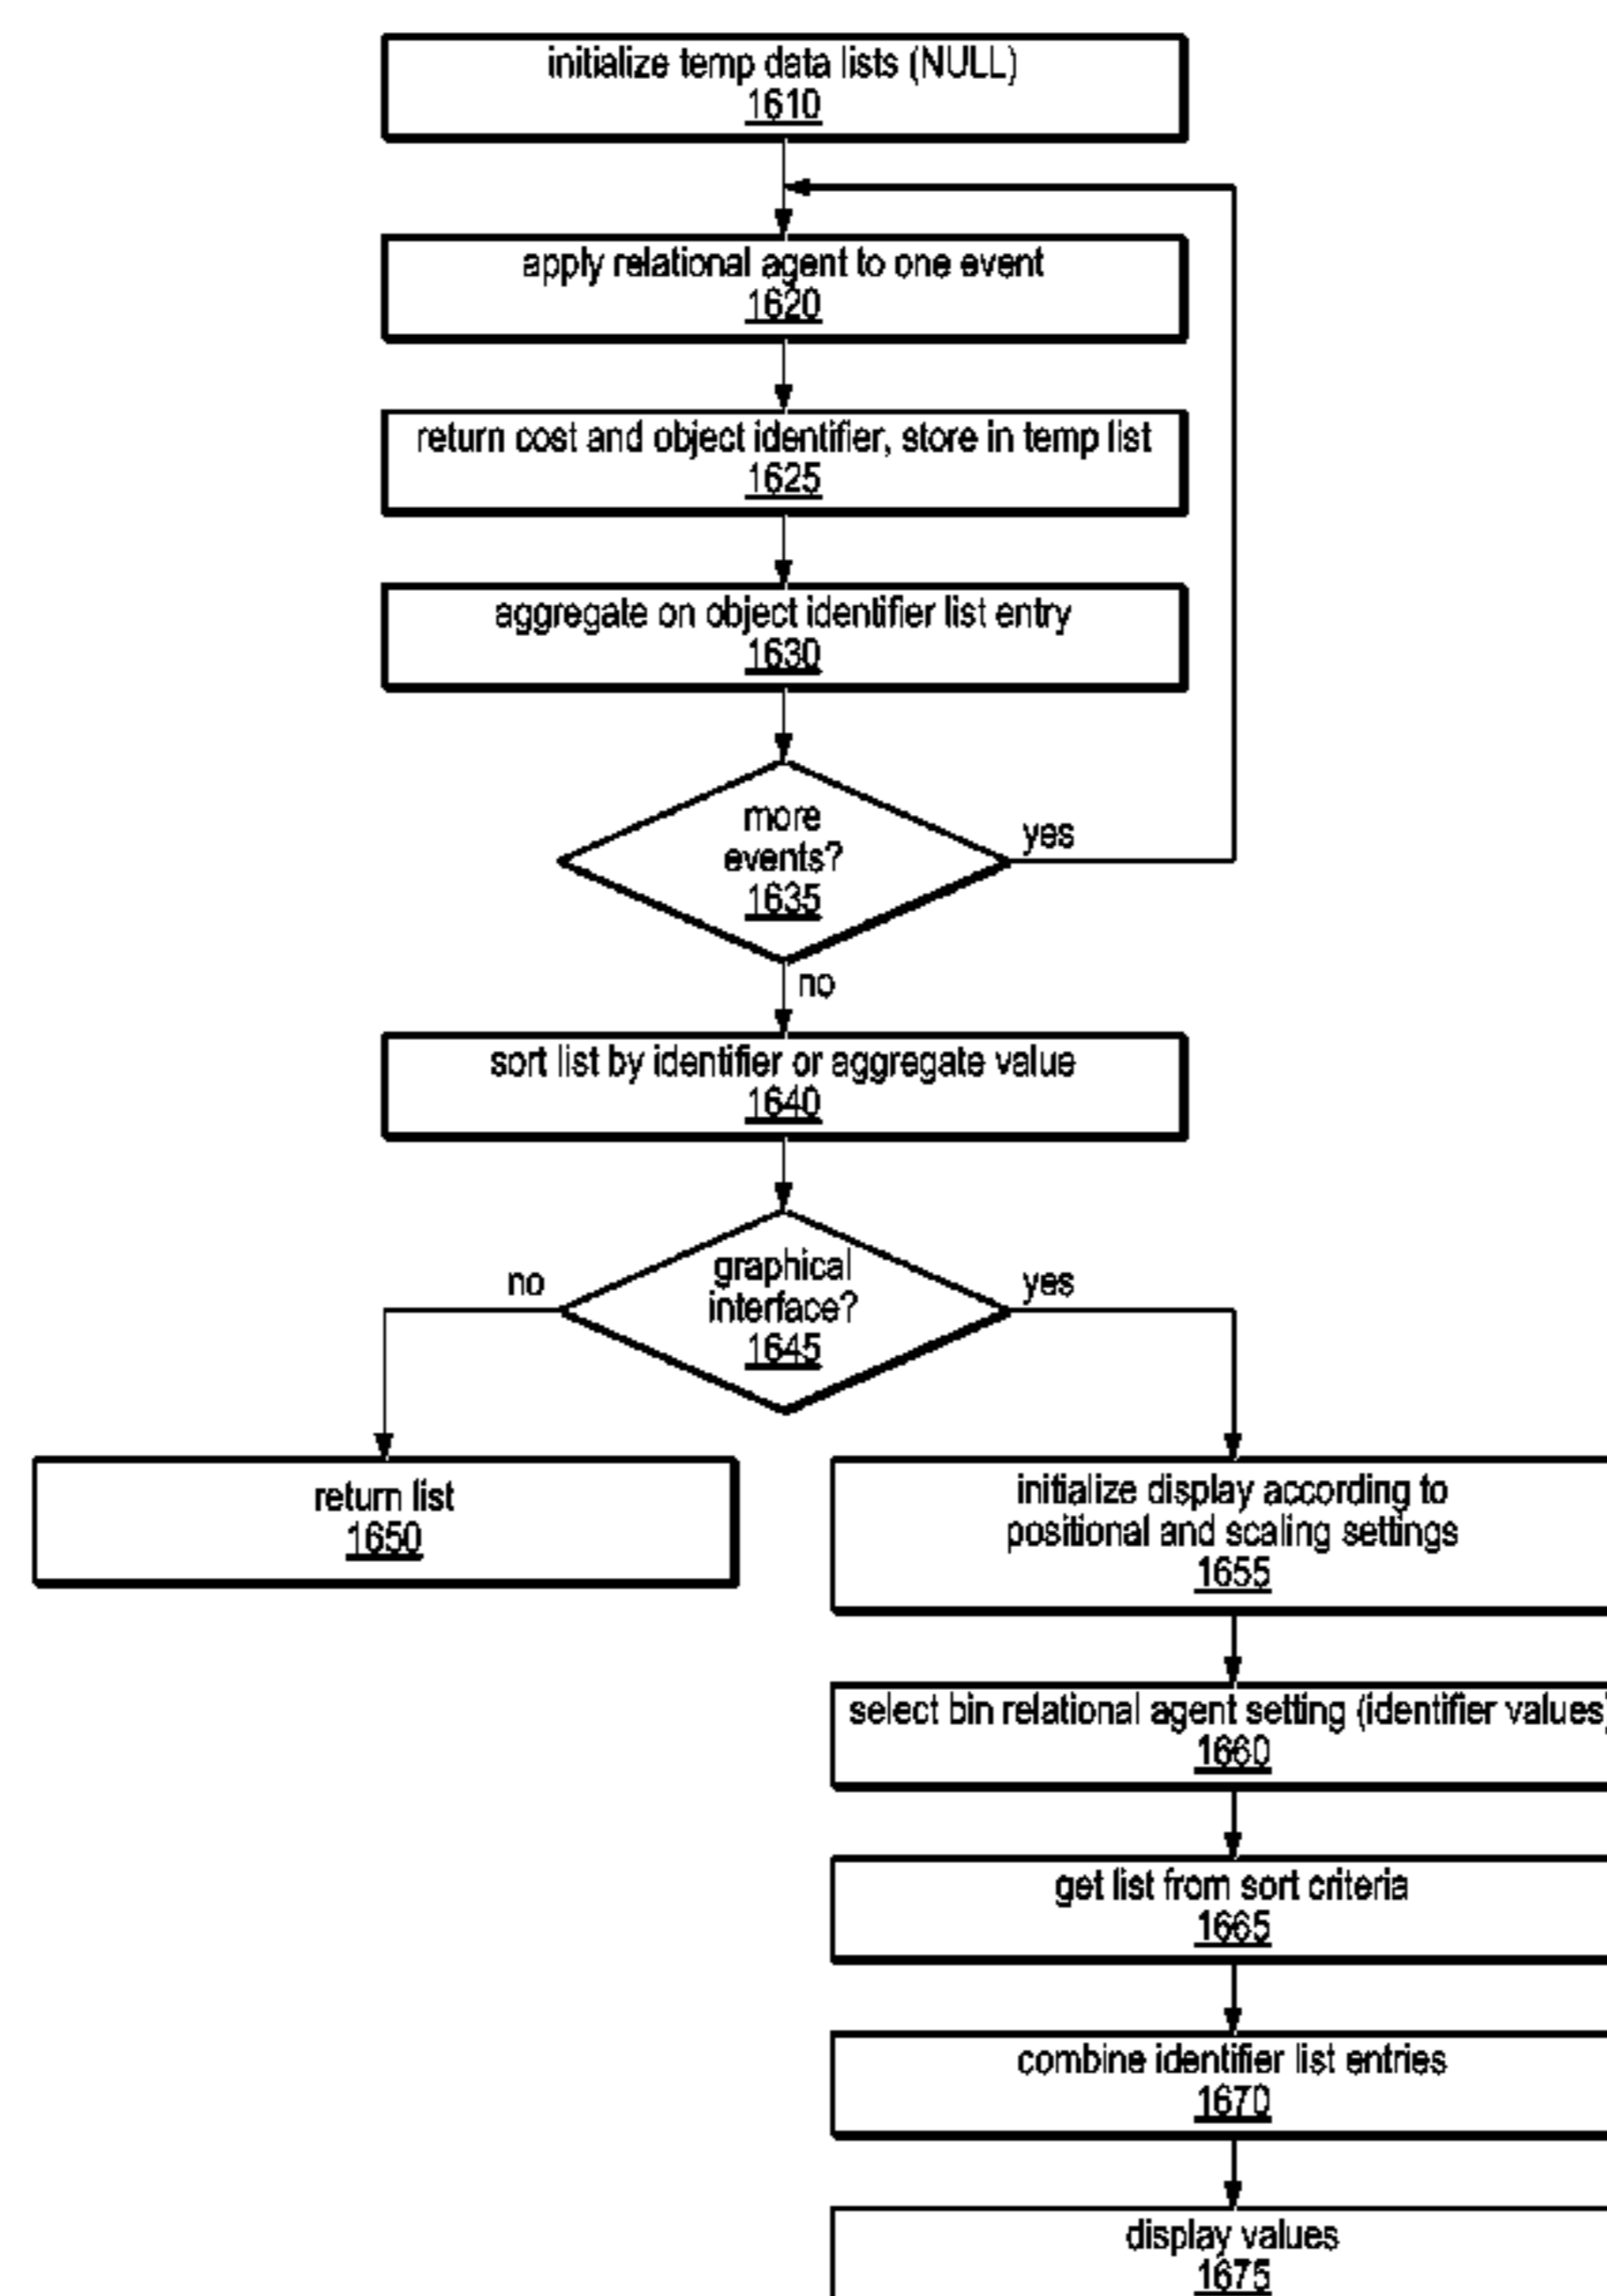 initialize temp data lists (NULL)
1610
apply relational agent to one event
1620
return cost and object identifier, store in temp list
1625
aggregate on object identifier list entry
1630
more
events?
1635
yes
no
sort list by identifier or aggregate value
1640
graphical
interface?
1645
no
yes
return list
1650
initialize display according to
positional and scaling settings
1655
select bin relational agent setting (identifier values)
1660
get list from sort criteria
1665
combine identifier list entries
1670
display values
1675